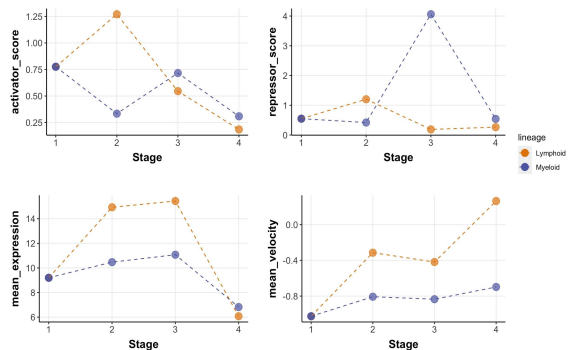 activator_score
1.25
1.00
0.75
0.50
0.25
1 2 3 4
Stage
repressor_score
4
3
2
1
0
1 2 3 4
Stage
lineage
Lymphoid
Myeloid
mean_expression
14
12
10
8
6
1 2 3 4
Stage
mean_velocity
0.0
-0.4
-0.8
1 2 3 4
Stage